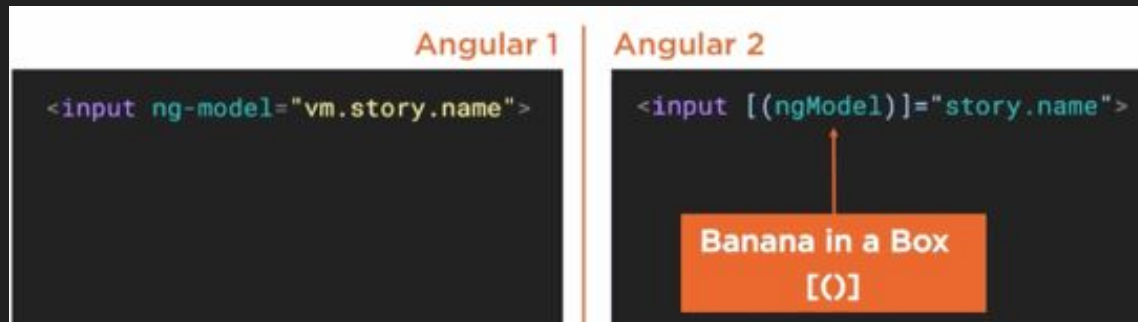 Angular 1
<input ng-model="vm.story.name">
Angular 2
<input [(ngModel)]="story.name">
Banana in a Box
[()]